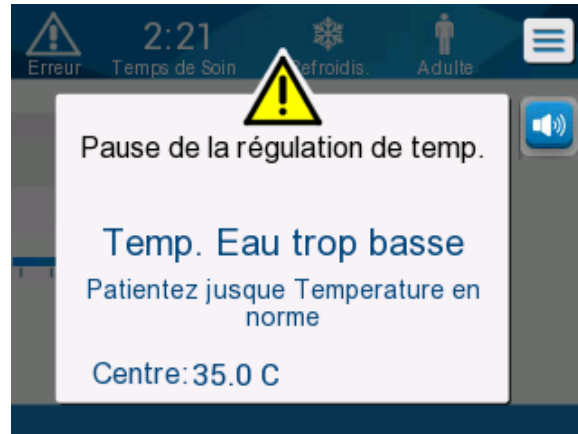 2:21
Erreur Temps de Soin Refroidis. Adulte
Pause de la régulation de temp.
Temp. Eau trop basse
Patientez jusque Temperature en
norme
Centre: 35.0 C